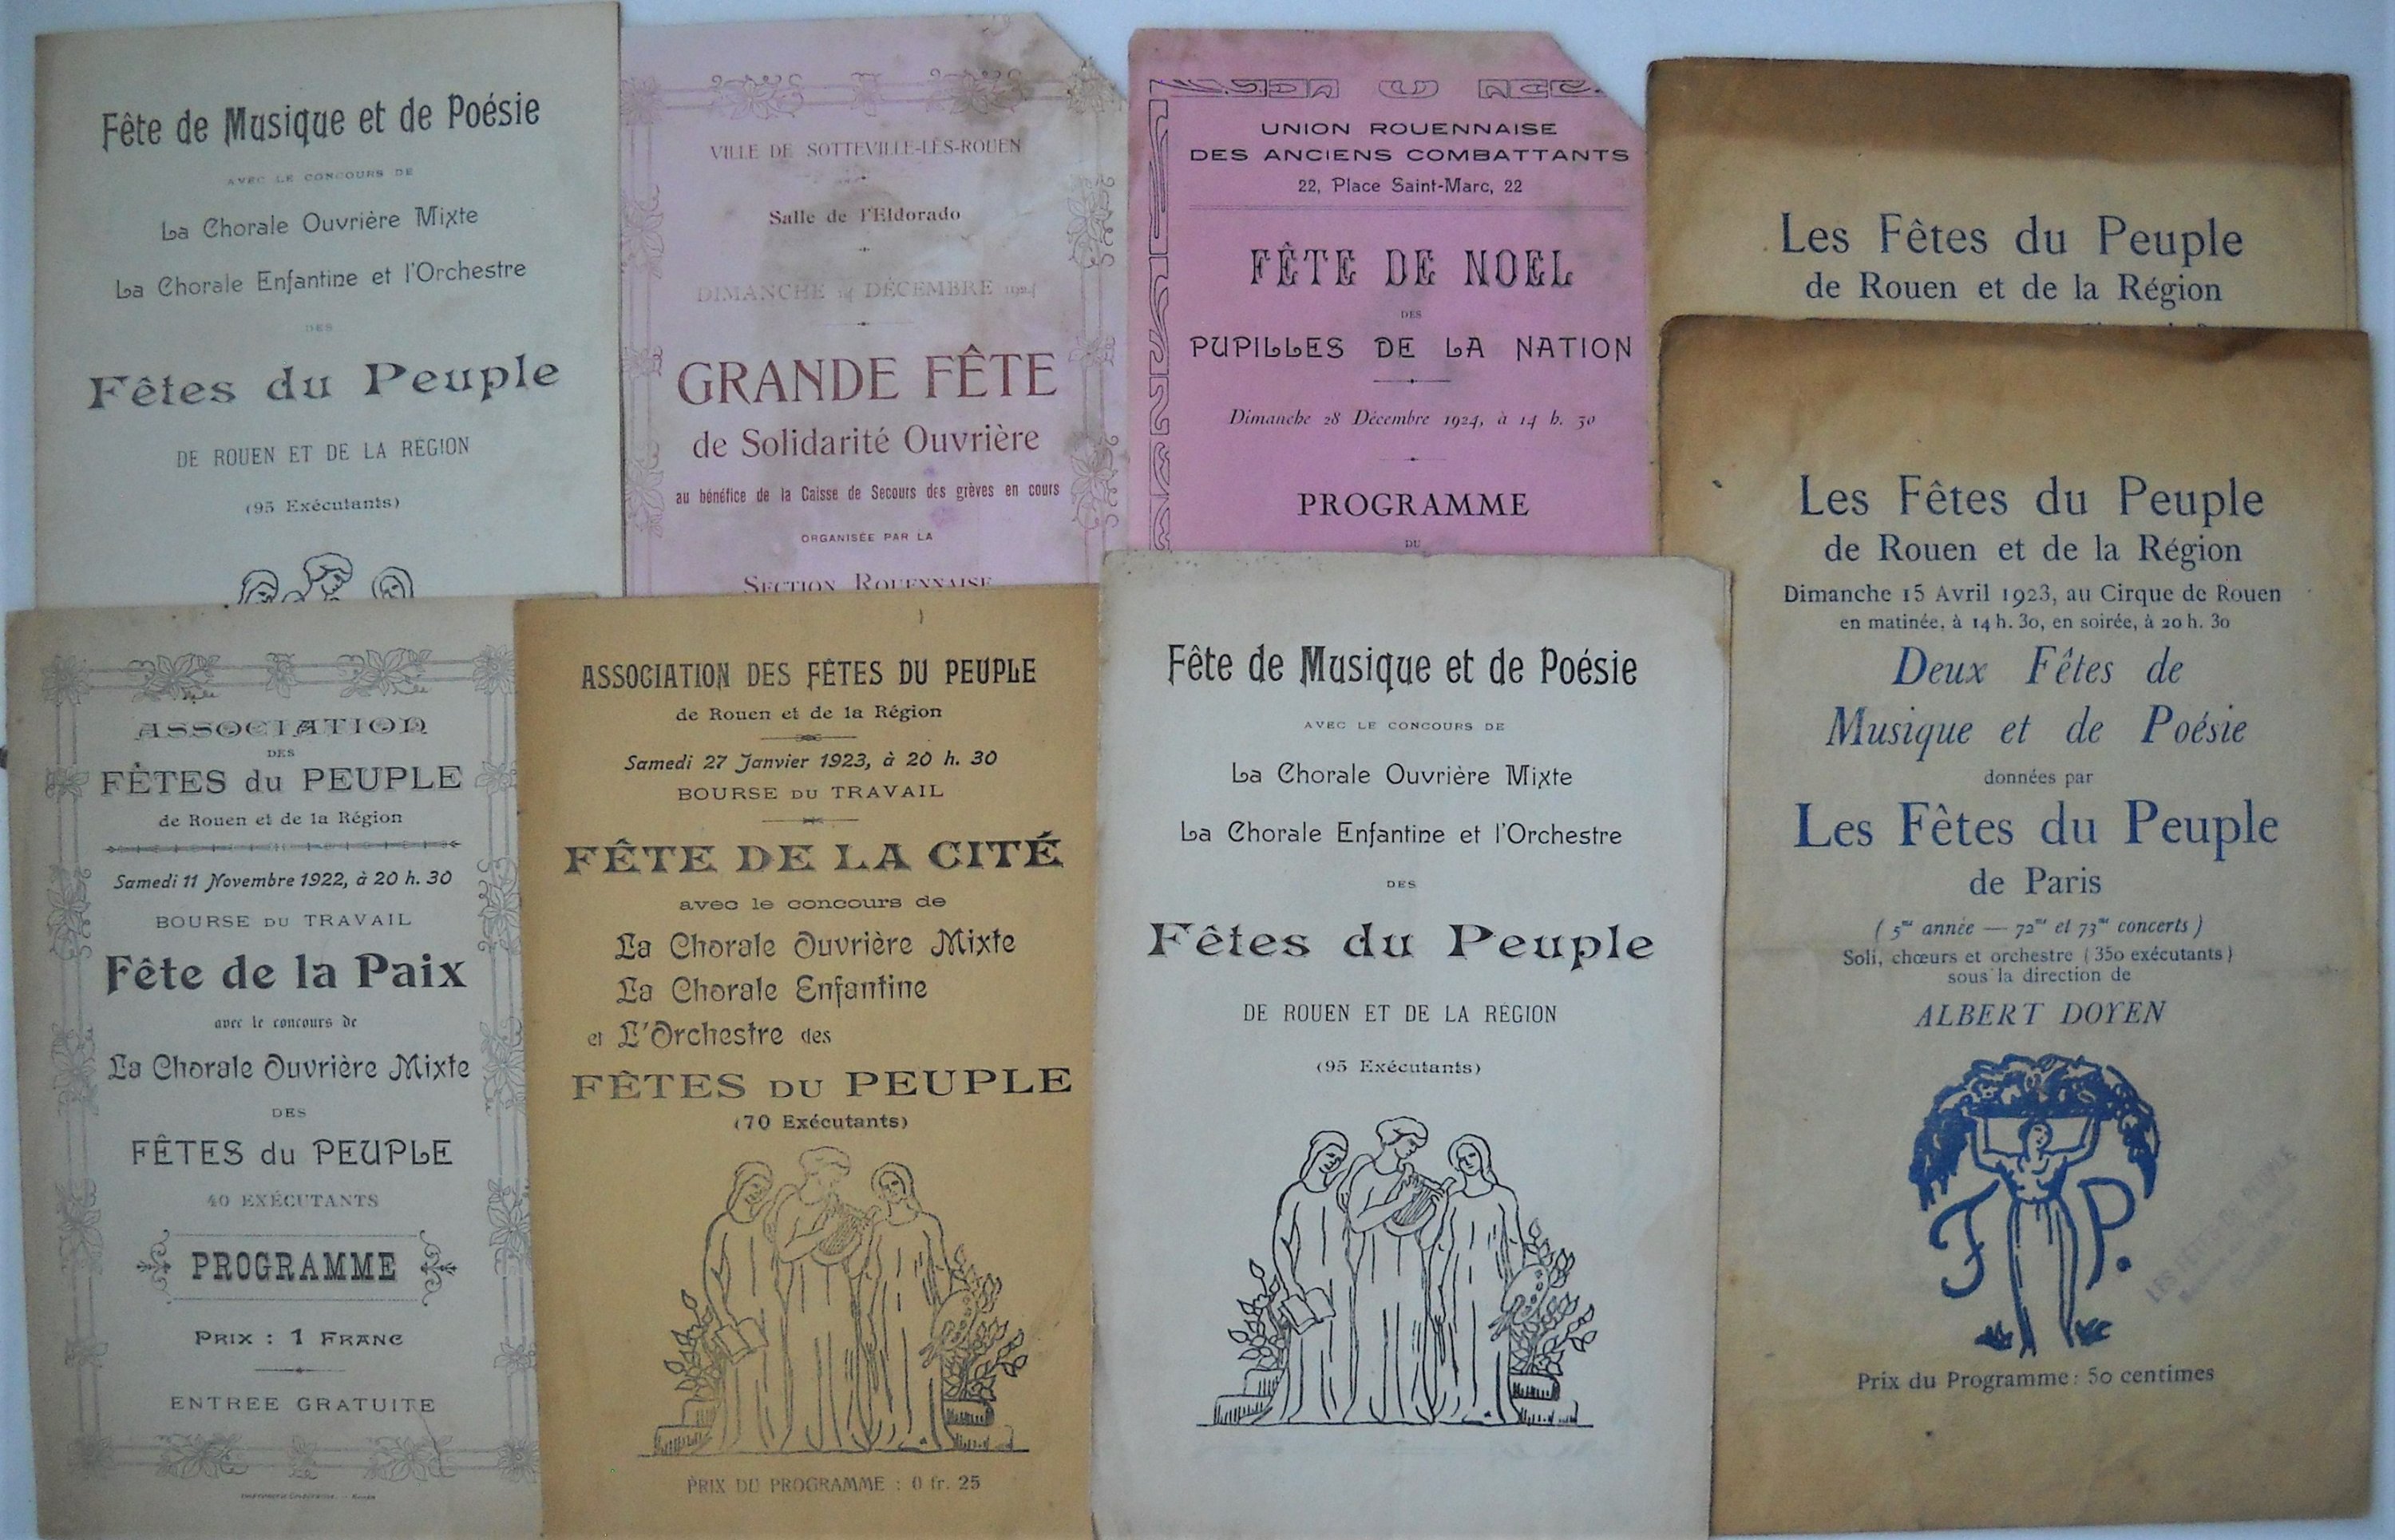 Fête de Musique et de Poésie
AVEC LE CONCOURS DE
La Chorale Ouvrière Mixte
La Chorale Enfantine et l'Orchestre
DES
Fêtes du Peuple
DE ROUEN ET DE LA REGION
(95 Exécutants)
VILLE DE SOTTEVILLE-LÈS-ROUEN
Salle de l'Eldorado
DIMANCHE 14 DÉCEMBRE 1924
GRANDE FÊTE
de Solidarité Ouvrière
au bénéfice de la Caisse de Secours des grèves en cours
ORGANISÉE PAR LA
SECTION ROUENNAISE
UNION ROUENNAISE
DES ANCIENS COMBATTANTS
22, Place Saint-Marc, 22
FÊTE DE NOEL
DES
PUPILLES DE LA NATION
Dimanche 28 Décembre 1924, à 14 h. 30
PROGRAMME
DU
Les Fêtes du Peuple
de Rouen et de la Région
ASSOCIATION
DES
FÊTES du PEUPLE
de Rouen et de la Région
Samedi 11 Novembre 1922, à 20 h. 30
BOURSE DU TRAVAIL
Fête de la Paix
avec le concours de
La Chorale Ouvrière Mixte
DES
FÊTES du PEUPLE
40 EXÉCUTANTS
PROGRAMME
PRIX : 1 FRANC
ENTREE GRATUITE
ASSOCIATION DES FÊTES DU PEUPLE
de Rouen et de la Région
Samedi 27 Janvier 1923, à 20 h. 30
BOURSE DU TRAVAIL
FÊTE DE LA CITÉ
avec le concours de
La Chorale Ouvrière Mixte
La Chorale Enfantine
et L'Orchestre des
FÊTES DU PEUPLE
(70 Exécutants)
PRIX DU PROGRAMME : 0 fr. 25
Fête de Musique et de Poésie
AVEC LE CONCOURS DE
La Chorale Ouvrière Mixte
La Chorale Enfantine et l'Orchestre
DES
Fêtes du Peuple
DE ROUEN ET DE LA REGION
(95 Exécutants)
Les Fêtes du Peuple
de Rouen et de la Région
Dimanche 15 Avril 1923, au Cirque de Rouen
en matinée, à 14 h. 30, en soirée, à 20 h. 30
Deux Fêtes de
Musique et de Poésie
données par
Les Fêtes du Peuple
de Paris
(5me année — 72me et 73me concerts)
Soli, chœurs et orchestre (350 exécutants)
sous la direction de
ALBERT DOYEN
F P.
LES FETES DU PEUPLE
Prix du Programme : 50 centimes